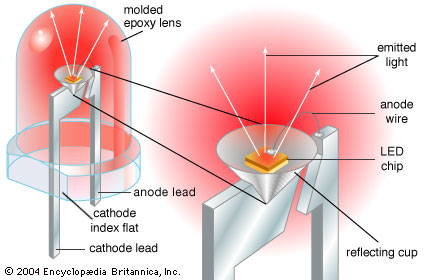 molded
epoxy lens
emitted
light
anode
wire
LED
chip
reflecting cup
anode lead
cathode
index flat
cathode lead
© 2004 Encyclopædia Britannica, Inc.